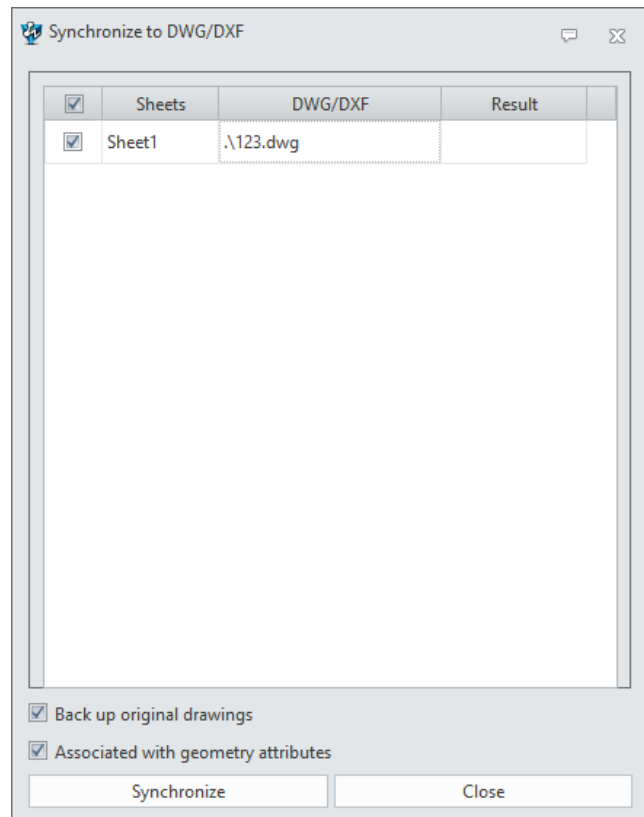 Synchronize to DWG/DXF
Sheets DWG/DXF Result
Sheet1 .\123.dwg
Back up original drawings
Associated with geometry attributes
Synchronize Close